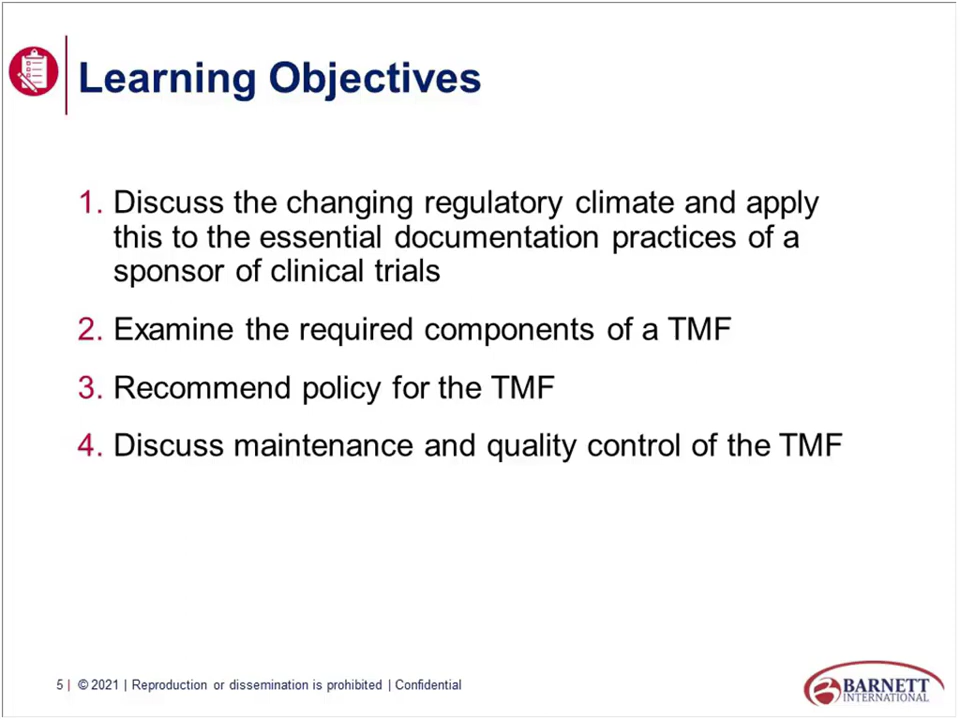 Learning Objectives
1. Discuss the changing regulatory climate and apply
this to the essential documentation practices of a
sponsor of clinical trials
2. Examine the required components of a TMF
3. Recommend policy for the TMF
4. Discuss maintenance and quality control of the TMF
5 | © 2021 | Reproduction or dissemination is prohibited | Confidential
BARNETT
INTERNATIONAL